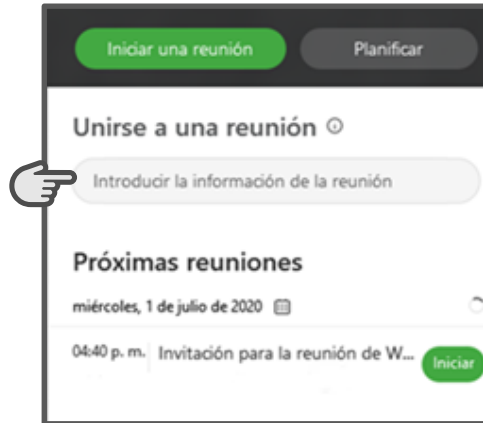 Iniciar una reunión Planificar
Unirse a una reunión
Introducir la información de la reunión
Próximas reuniones
miércoles, 1 de julio de 2020
04:40 p. m. Invitación para la reunión de W... Iniciar